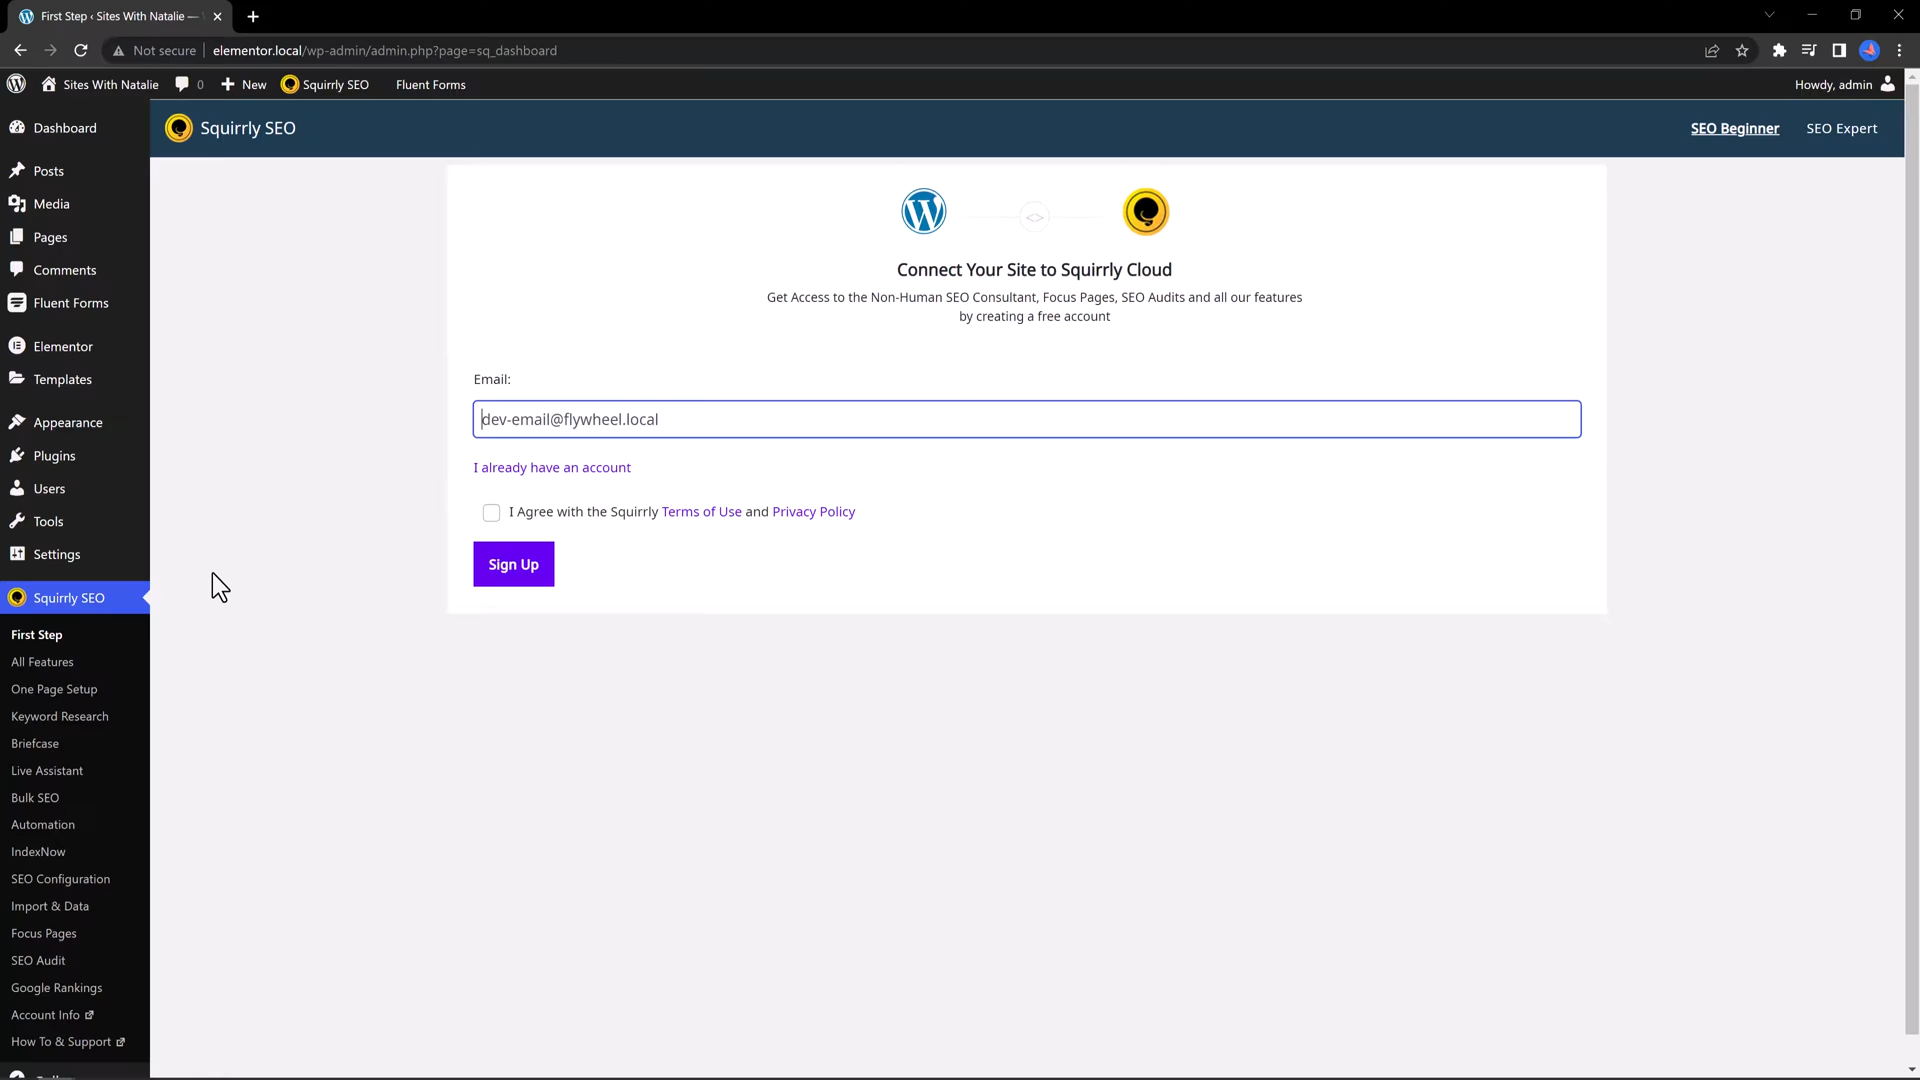 First Step ‹ Sites With Natalie —
Not secure
elementor.local/wp-admin/admin.php?page=sq_dashboard
Sites With Natalie
0
New
Squirrly SEO
Fluent Forms
Howdy, admin
Squirrly SEO
SEO Beginner
SEO Expert
Dashboard
Posts
Media
Pages
Comments
Fluent Forms
Elementor
Templates
Appearance
Plugins
Users
Tools
Settings
Squirrly SEO
First Step
All Features
One Page Setup
Keyword Research
Briefcase
Live Assistant
Bulk SEO
Automation
IndexNow
SEO Configuration
Import & Data
Focus Pages
SEO Audit
Google Rankings
Account Info
How To & Support
<>
Connect Your Site to Squirrly Cloud
Get Access to the Non-Human SEO Consultant, Focus Pages, SEO Audits and all our features
by creating a free account
Email:
dev-email@flywheel.local
I already have an account
I Agree with the Squirrly Terms of Use and Privacy Policy
Sign Up